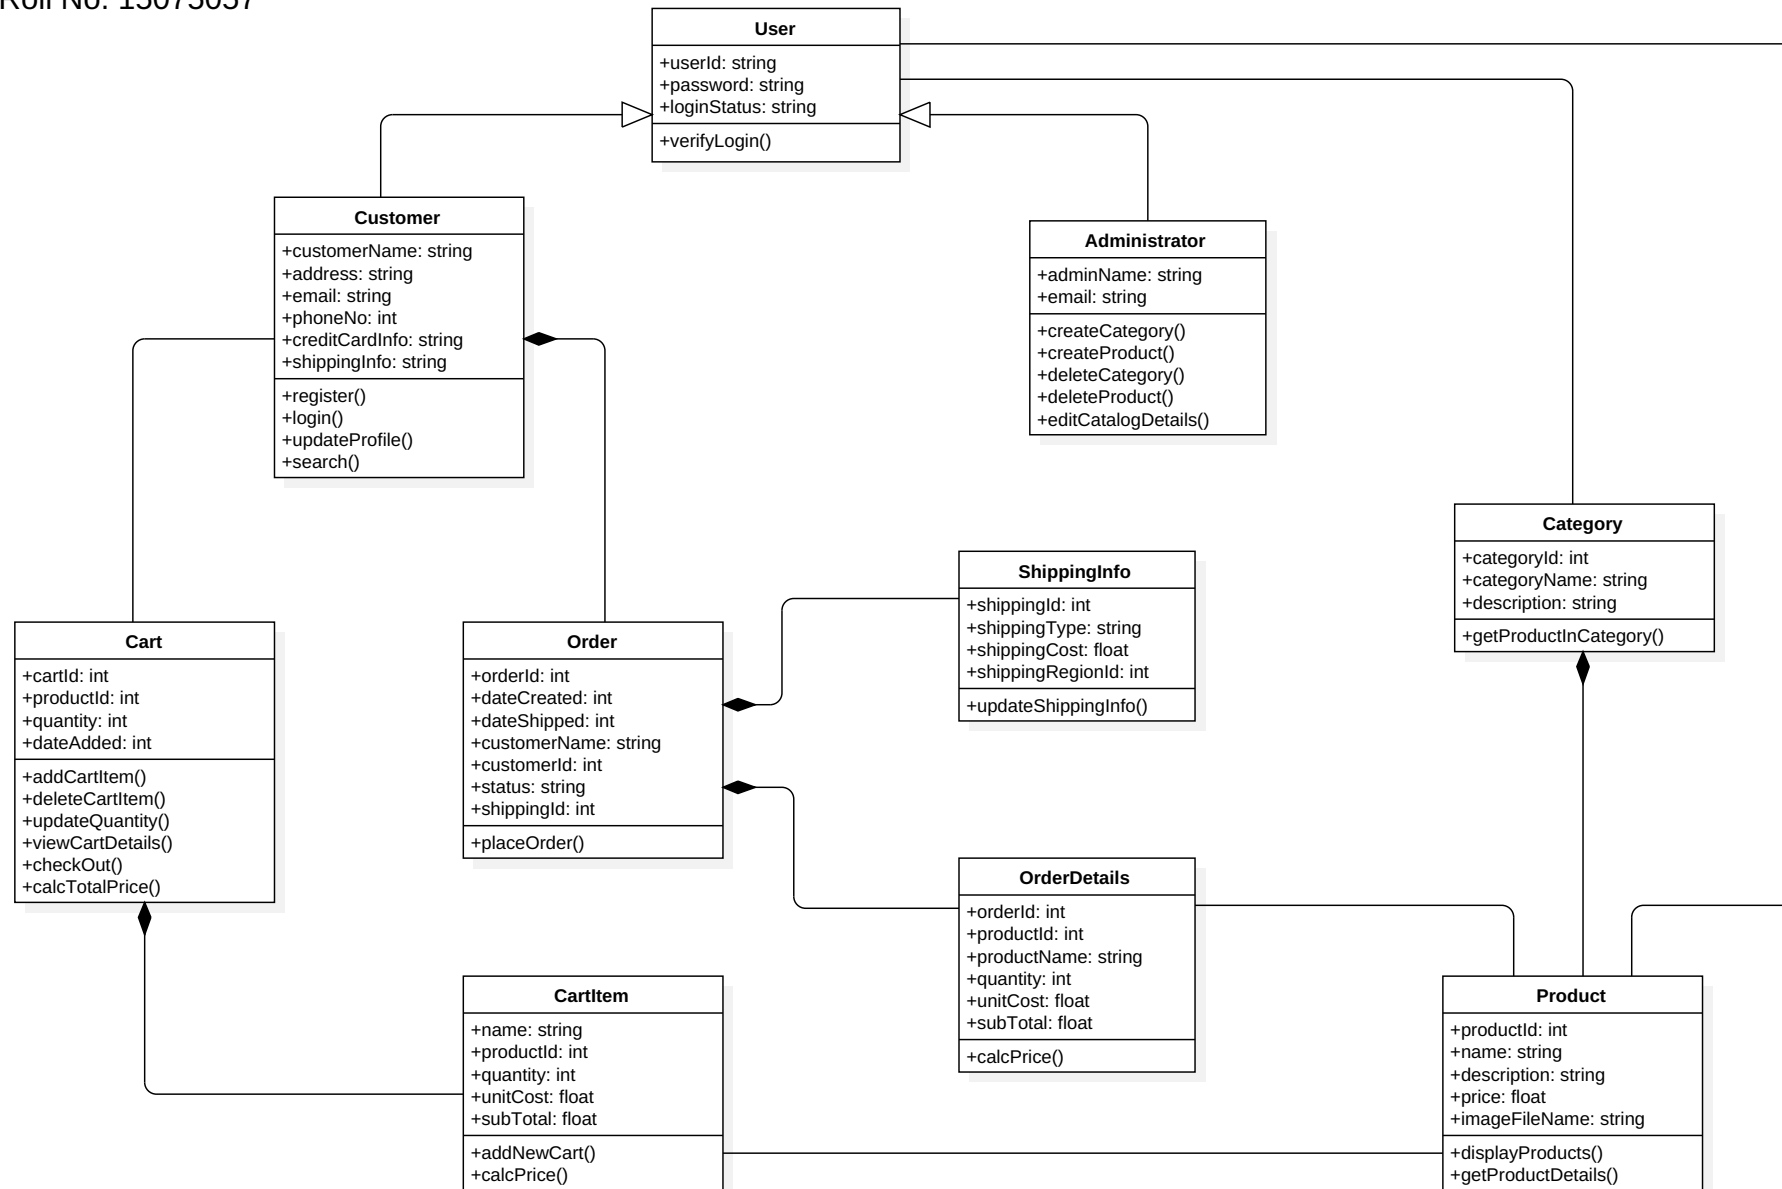 Roll No: 15075057
User
+userId: string
+password: string
+loginStatus: string
+verifyLogin()
Customer
+customerName: string
+address: string
+email: string
+phoneNo: int
+creditCardInfo: string
+shippingInfo: string
+register()
+login()
+updateProfile()
+search()
Administrator
+adminName: string
+email: string
+createCategory()
+createProduct()
+deleteCategory()
+deleteProduct()
+editCatalogDetails()
Category
+categoryId: int
+categoryName: string
+description: string
+getProductInCategory()
ShippingInfo
+shippingId: int
+shippingType: string
+shippingCost: float
+shippingRegionId: int
+updateShippingInfo()
Cart
+cartId: int
+productId: int
+quantity: int
+dateAdded: int
+addCartItem()
+deleteCartItem()
+updateQuantity()
+viewCartDetails()
+checkOut()
+calcTotalPrice()
Order
+orderId: int
+dateCreated: int
+dateShipped: int
+customerName: string
+customerId: int
+status: string
+shippingId: int
+placeOrder()
OrderDetails
+orderId: int
+productId: int
+productName: string
+quantity: int
+unitCost: float
+subTotal: float
+calcPrice()
CartItem
+name: string
+productId: int
+quantity: int
+unitCost: float
+subTotal: float
+addNewCart()
+calcPrice()
Product
+productId: int
+name: string
+description: string
+price: float
+imageFileName: string
+displayProducts()
+getProductDetails()